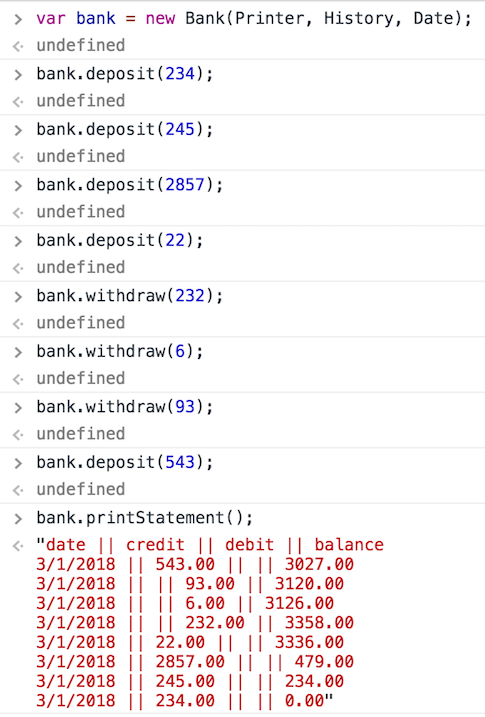 > var bank = new Bank(Printer, History, Date);
< undefined
> bank.deposit(234);
< undefined
> bank.deposit(245);
< undefined
> bank.deposit(2857);
< undefined
> bank.deposit(22);
< undefined
> bank.withdraw(232);
< undefined
> bank.withdraw(6);
< undefined
> bank.withdraw(93);
< undefined
> bank.deposit(543);
< undefined
> bank.printStatement();
< "date || credit || debit || balance
3/1/2018 || 543.00 || || 3027.00
3/1/2018 || || 93.00 || 3120.00
3/1/2018 || || 6.00 || 3126.00
3/1/2018 || || 232.00 || 3358.00
3/1/2018 || 22.00 || || 3336.00
3/1/2018 || 2857.00 || || 479.00
3/1/2018 || 245.00 || || 234.00
3/1/2018 || 234.00 || || 0.00"